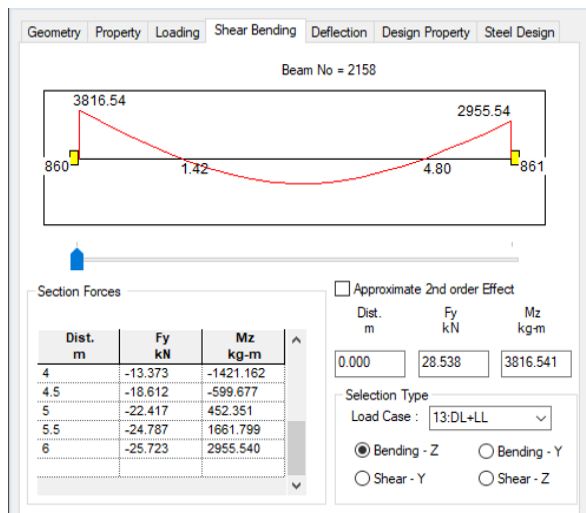 Geometry Property Loading Shear Bending Deflection Design Property Steel Design
Beam No = 2158
3816.54
2955.54
860 1.42 4.80 861
Section Forces
Dist. Fy Mz
m kN kg-m
4 -13.373 -1421.162
4.5 -18.612 -599.677
5 -22.417 452.351
5.5 -24.787 1661.799
6 -25.723 2955.540
Approximate 2nd order Effect
Dist. Fy Mz
m kN kg-m
0.000 28.538 3816.541
Selection Type
Load Case : 13:DL+LL
Bending - Z Bending - Y
Shear - Y Shear - Z